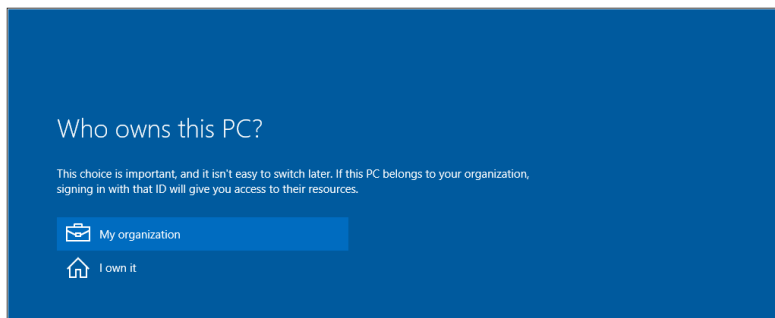 Who owns this PC?
This choice is important, and it isn't easy to switch later. If this PC belongs to your organization,
signing in with that ID will give you access to their resources.
My organization
I own it